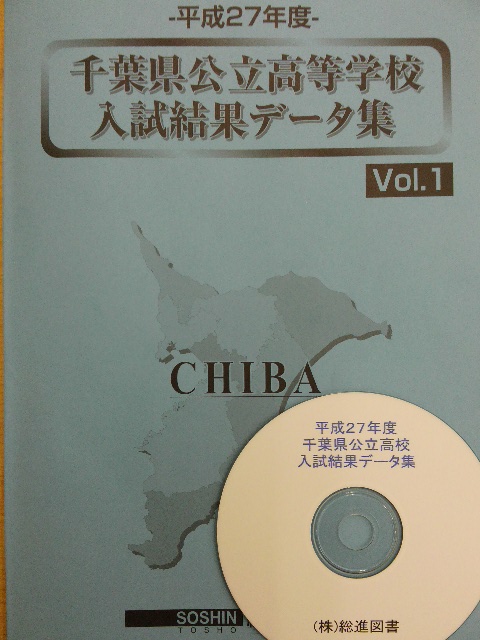 -平成27年度-
千葉県公立高等学校
入試結果データ集
Vol.1
CHIBA
平成27年度
千葉県公立高校
入試結果データ集
(株)総進図書
SOSHIN
TOSHO